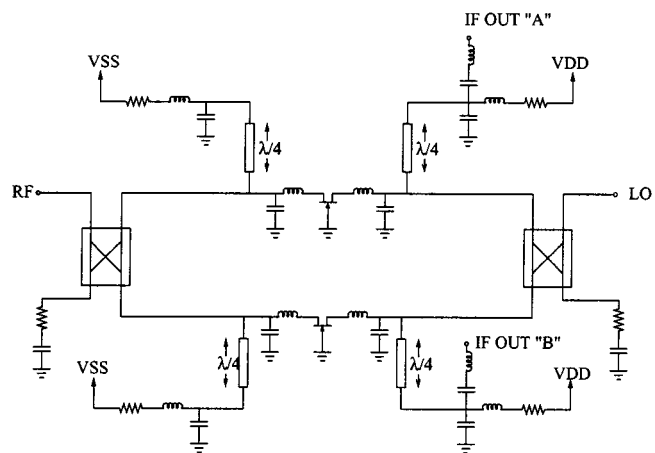 IF OUT "A"
VSS
VDD
λ/4
λ/4
RF
LO
λ/4
λ/4
IF OUT "B"
VSS
VDD